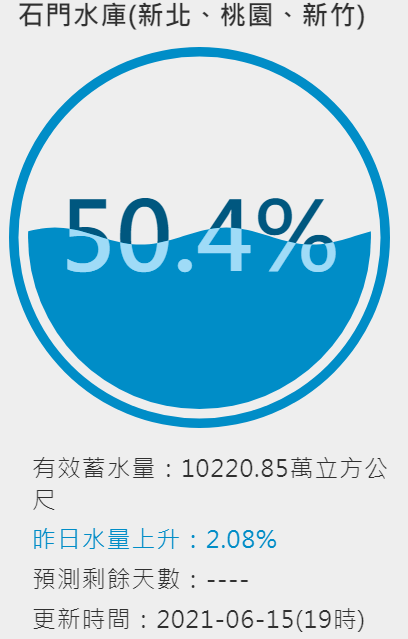 石門水庫(新北、桃園、新竹)
50.4%
有效蓄水量：10220.85萬立方公
尺
昨日水量上升：2.08%
預測剩餘天數：----
更新時間：2021-06-15(19時)